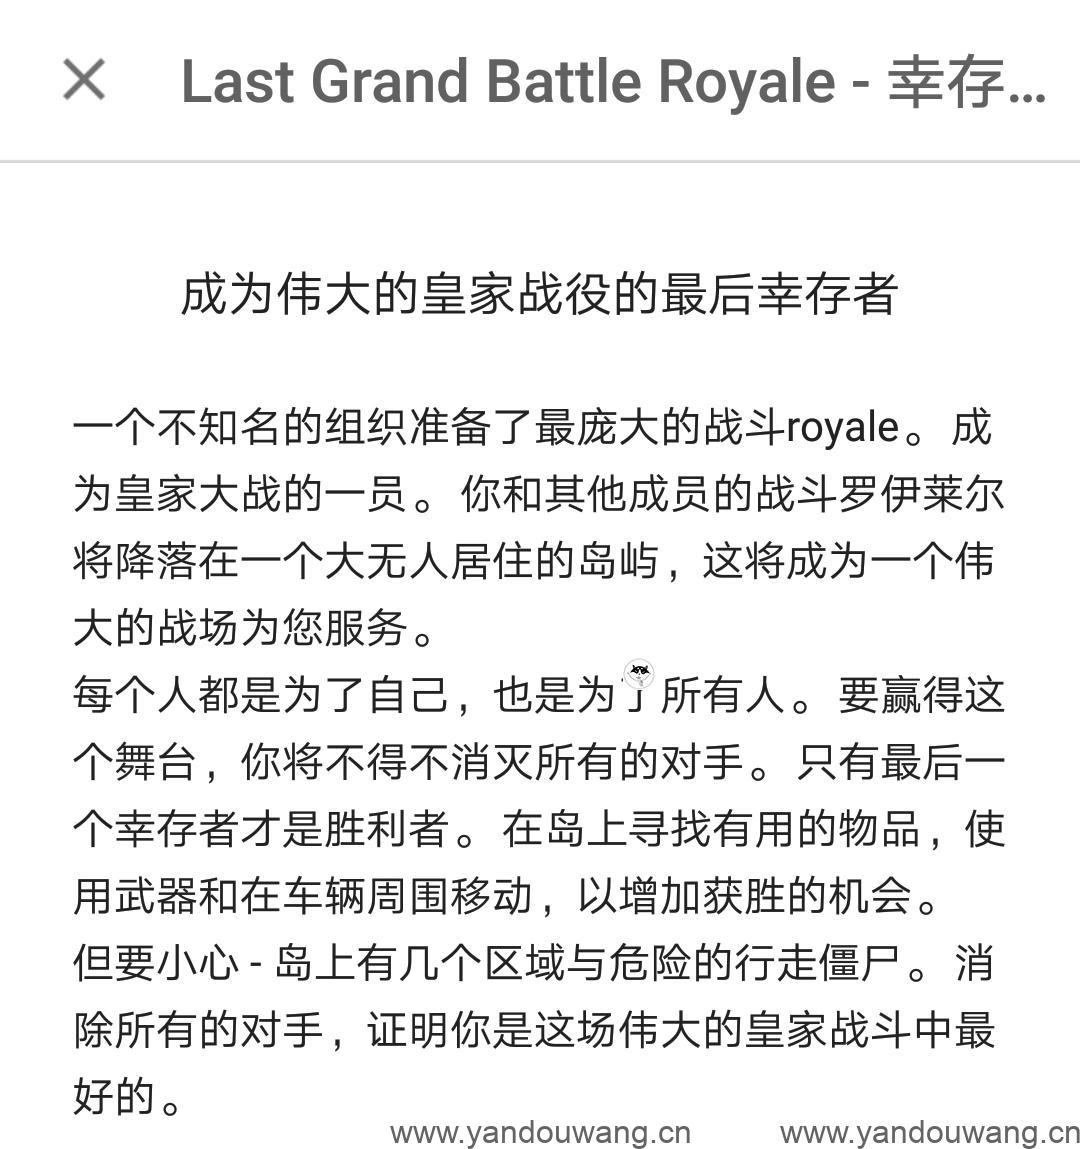 Last Grand Battle Royale - 幸存...
成为伟大的皇家战役的最后幸存者
一个不知名的组织准备了最庞大的战斗royale。 成
为皇家大战的一员。 你和其他成员的战斗罗伊莱尔
将降落在一个大无人居住的岛屿，这将成为一个伟
大的战场为您服务。
每个人都是为了自己，也是为了所有人。 要赢得这
个舞台，你将不得不消灭所有的对手。 只有最后一
个幸存者才是胜利者。 在岛上寻找有用的物品，使
用武器和在车辆周围移动，以增加获胜的机会。
但要小心 - 岛上有几个区域与危险的行走僵尸。 消
除所有的对手，证明你是这场伟大的皇家战斗中最
好的。
www.yandouwang.cn www.yandouwang.cn